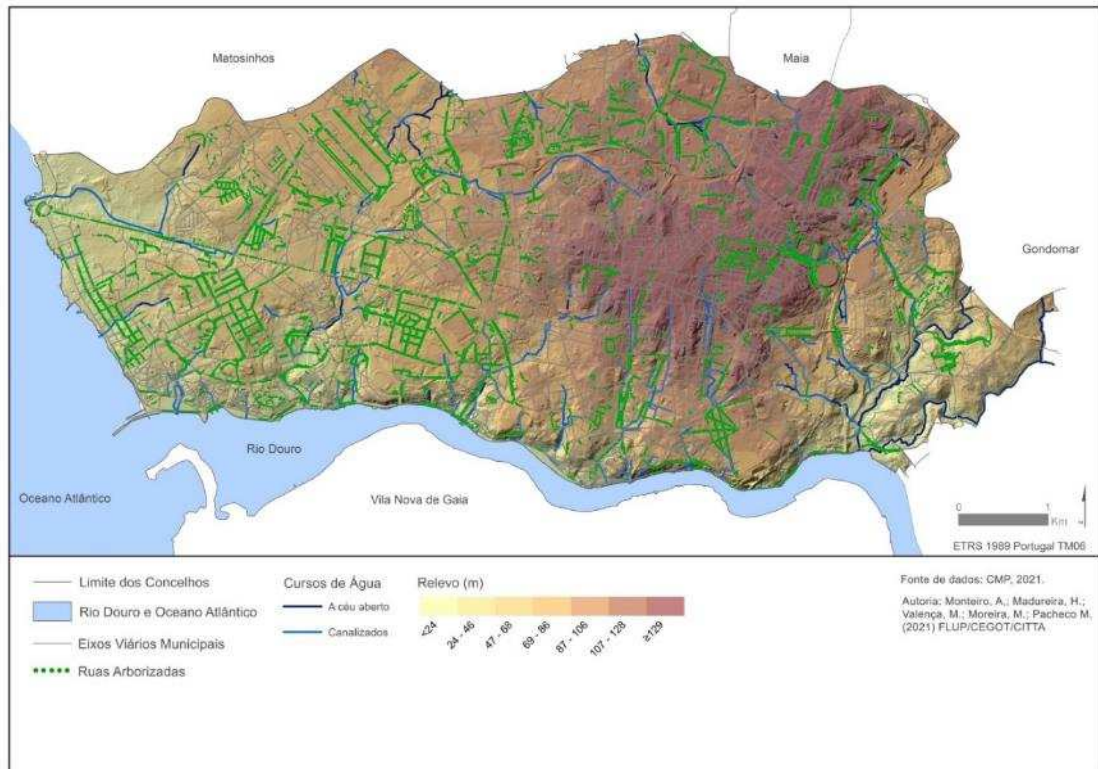 Matosinhos
Maia
Gondomar
Rio Douro
Oceano Atlântico
Vila Nova de Gaia
0 1
Km
N
ETRS 1989 Portugal TM06
Limite dos Concelhos
Rio Douro e Oceano Atlântico
Eixos Viários Municipais
Ruas Arborizadas
Cursos de Água
A céu aberto
Canalizados
Relevo (m)
<24
24 - 46
47 - 68
69 - 86
87 - 106
107 - 128
≥129
Fonte de dados: CMP, 2021.
Autoria: Monteiro, A,; Madureira, H.;
Valença, M.; Moreira, M.; Pacheco M.
(2021) FLUP/CEGOT/CITTA